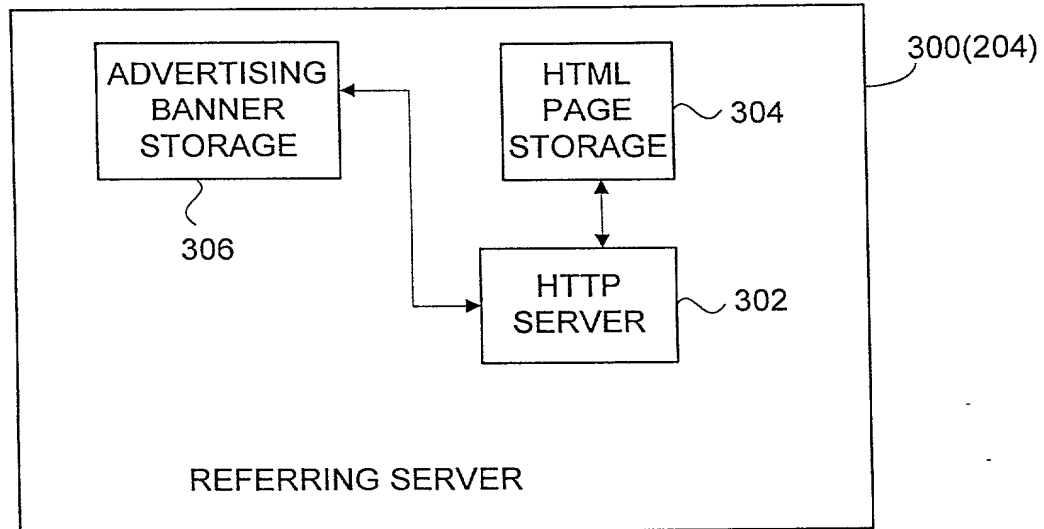 ADVERTISING
BANNER
STORAGE
306
HTML
PAGE
STORAGE
304
300(204)
HTTP
SERVER
302
REFERRING SERVER